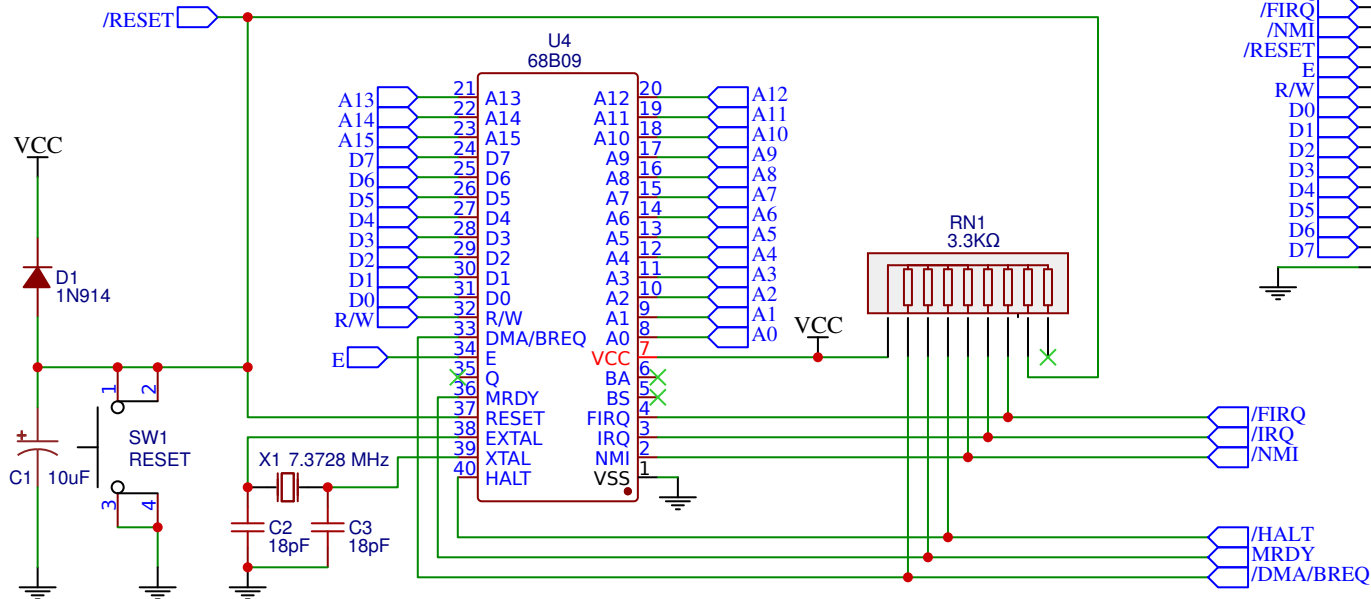 /RESET
/FIRQ
/NMI
/RESET
E
R/W
D0
D1
D2
D3
D4
D5
D6
D7
U4
68B09
A13
A14
A15
D7
D6
D5
D4
D3
D2
D1
D0
R/W
E
21
22
23
24
25
26
27
28
29
30
31
32
33
34
35
36
37
38
39
40
A13
A14
A15
D7
D6
D5
D4
D3
D2
D1
D0
R/W
DMA/BREQ
E
Q
MRDY
RESET
EXTAL
XTAL
HALT
A12
A11
A10
A9
A8
A7
A6
A5
A4
A3
A2
A1
A0
VCC
BA
BS
FIRQ
IRQ
NMI
VSS
20
19
18
17
16
15
14
13
12
11
10
9
8
7
6
5
4
3
2
1
A12
A11
A10
A9
A8
A7
A6
A5
A4
A3
A2
A1
A0
VCC
D1
1N914
1
2
SW1
RESET
3
4
C1 10uF
X1 7.3728 MHz
C2
18pF
C3
18pF
RN1
3.3KΩ
VCC
/FIRQ
/IRQ
/NMI
/HALT
MRDY
/DMA/BREQ